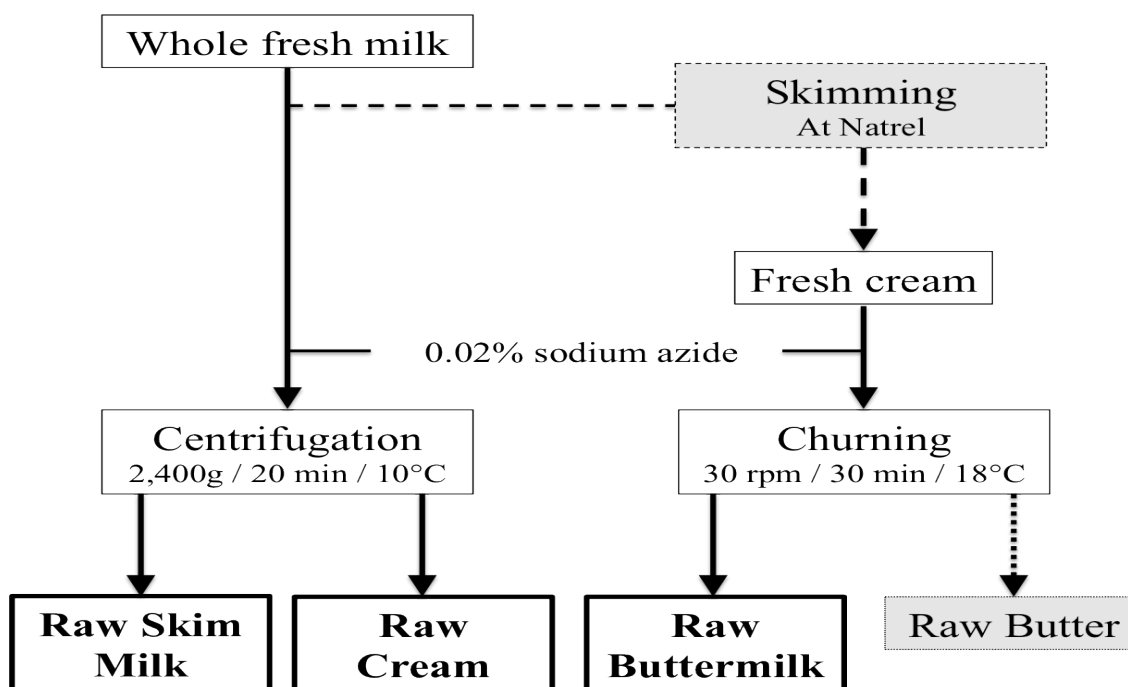 Whole fresh milk
Skimming
At Natrel
Fresh cream
0.02% sodium azide
Centrifugation
2,400g / 20 min / 10°C
Churning
30 rpm / 30 min / 18°C
Raw Skim
Milk
Raw
Cream
Raw
Buttermilk
Raw Butter